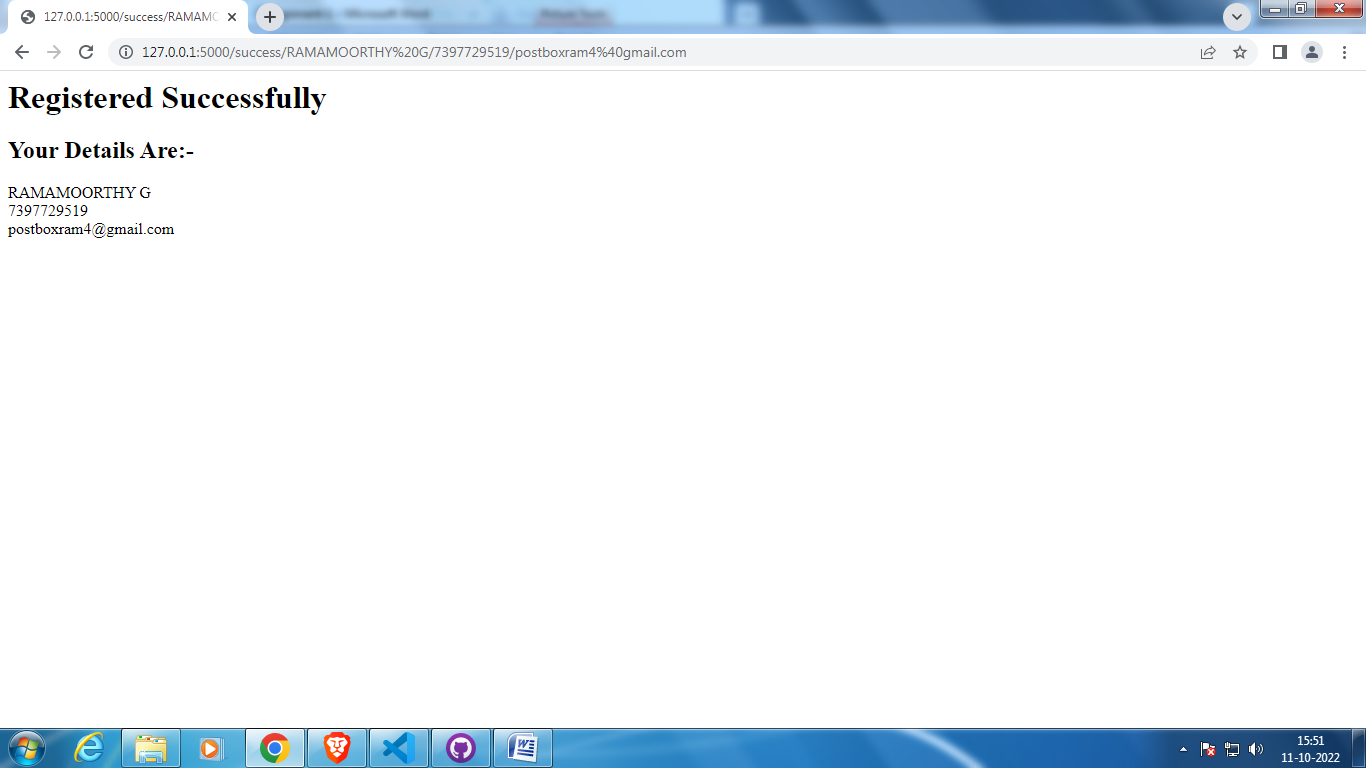 127.0.0.1:5000/success/RAMAMO
127.0.0.1:5000/success/RAMAMOORTHY%20G/7397729519/postboxram4%40gmail.com
Registered Successfully
Your Details Are:-
RAMAMOORTHY G
7397729519
postboxram4@gmail.com
15:51
11-10-2022